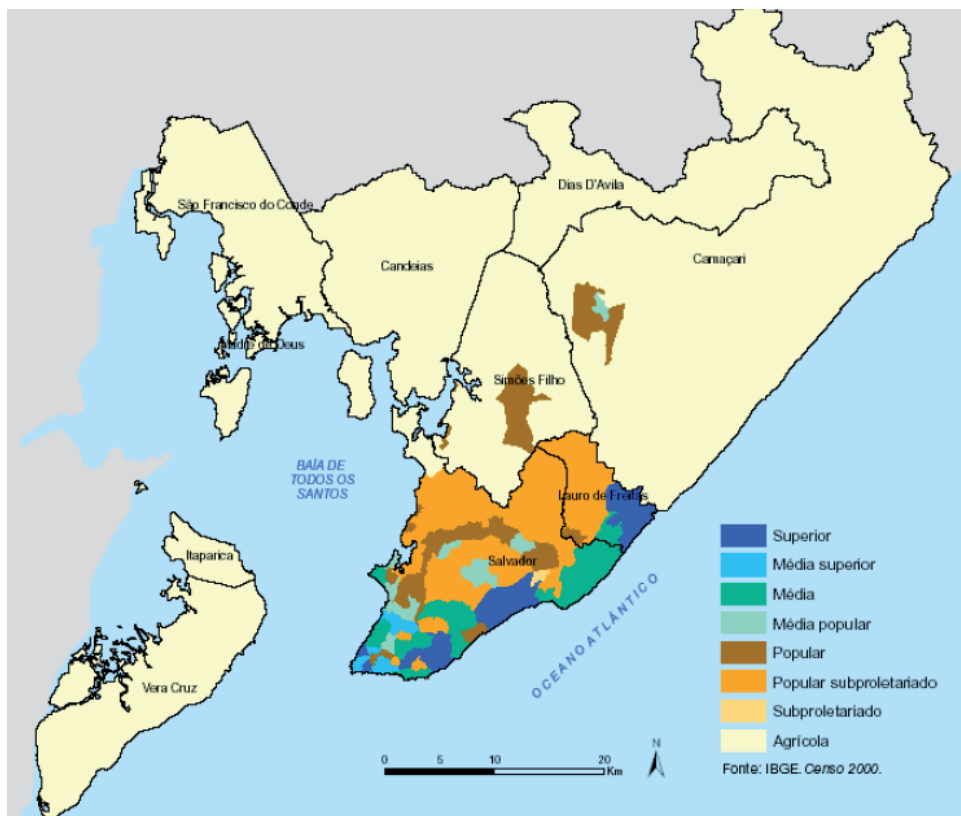 São Francisco do Conde
Dias D'Avila
Candeias
Camaçari
Madre de Deus
Simões Filho
BAÍA DE
TODOS OS
SANTOS
Lauro de Freitas
Itaparica
Salvador
Vera Cruz
OCEANO ATLÂNTICO
Superior
Média superior
Média
Média popular
Popular
Popular subproletariado
Subproletariado
Agrícola
Fonte: IBGE. Censo 2000.
0 5 10 20
Km
N